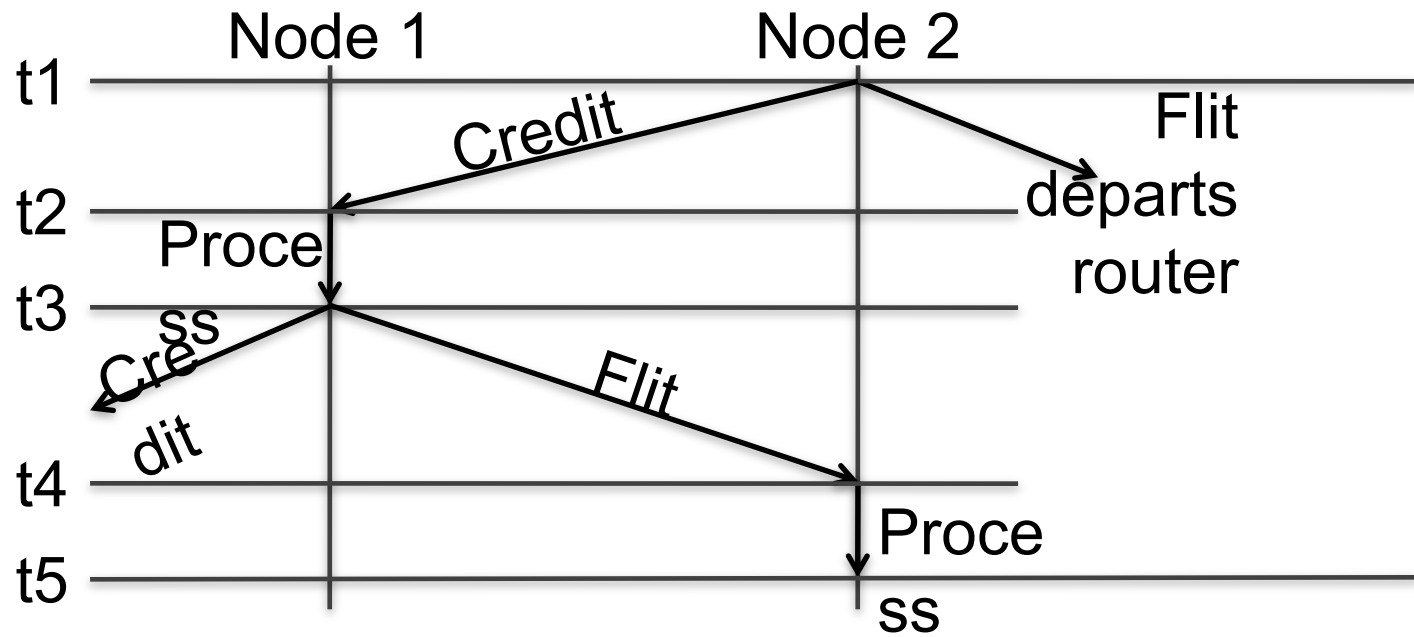 Node 1
Node 2
t1
Flit
departs
router
Credit
t2
Proce
ss
t3
Cre
dit
Flit
t4
Proce
ss
t5